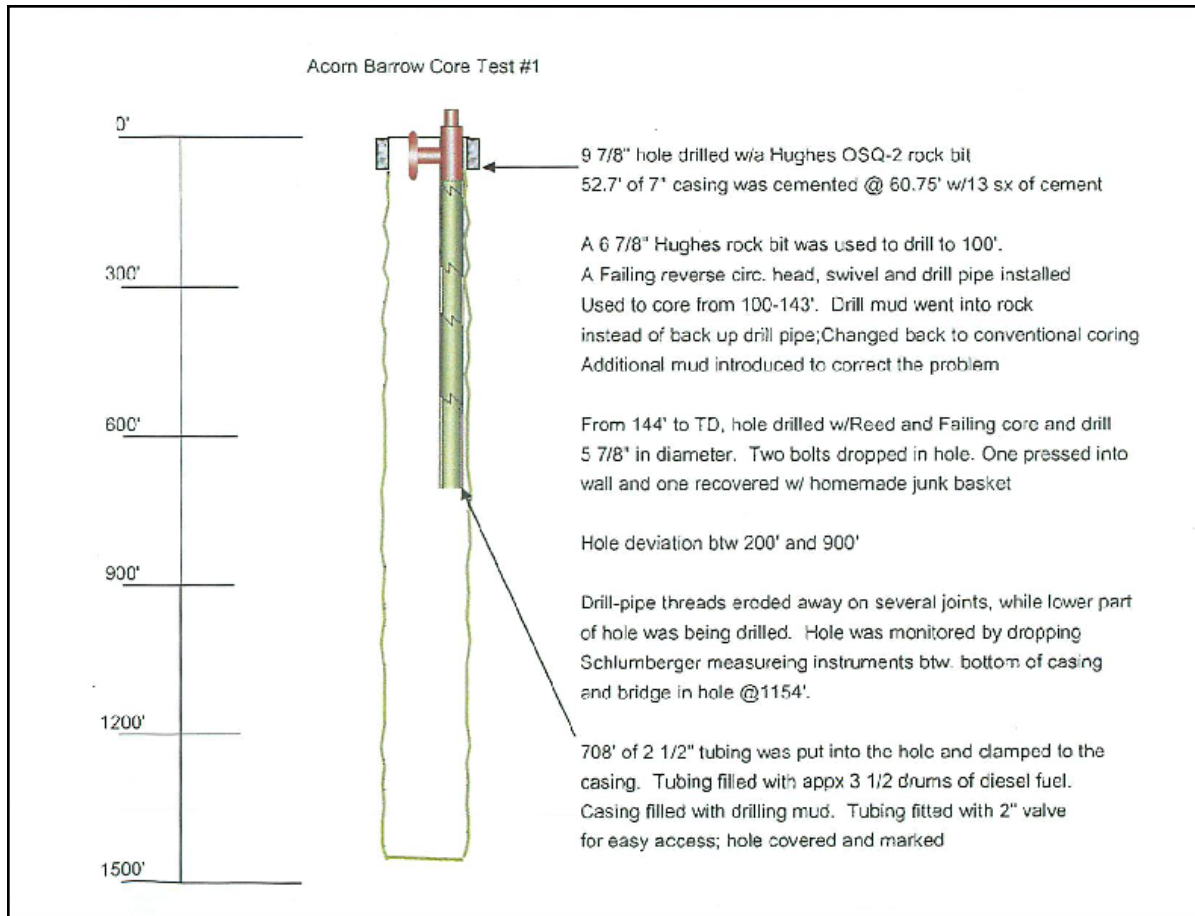 Acorn Barrow Core Test #1
0'
300'
600'
900'
1200'
1500'
9 7/8" hole drilled w/a Hughes OSQ-2 rock bit
52.7' of 7" casing was cemented @ 60.75' w/13 sx of cement
A 6 7/8" Hughes rock bit was used to drill to 100'.
A Failing reverse circ. head, swivel and drill pipe installed
Used to core from 100-143'. Drill mud went into rock
instead of back up drill pipe;Changed back to conventional coring
Additional mud introduced to correct the problem
From 144' to TD, hole drilled w/Reed and Failing core and drill
5 7/8" in diameter. Two bolts dropped in hole. One pressed into
wall and one recovered w/ homemade junk basket
Hole deviation btw 200' and 900'
Drill-pipe threads eroded away on several joints, while lower part
of hole was being drilled. Hole was monitored by dropping
Schlumberger measureing instruments btw. bottom of casing
and bridge in hole @1154'.
708' of 2 1/2" tubing was put into the hole and clamped to the
casing. Tubing filled with appx 3 1/2 drums of diesel fuel.
Casing filled with drilling mud. Tubing fitted with 2" valve
for easy access; hole covered and marked